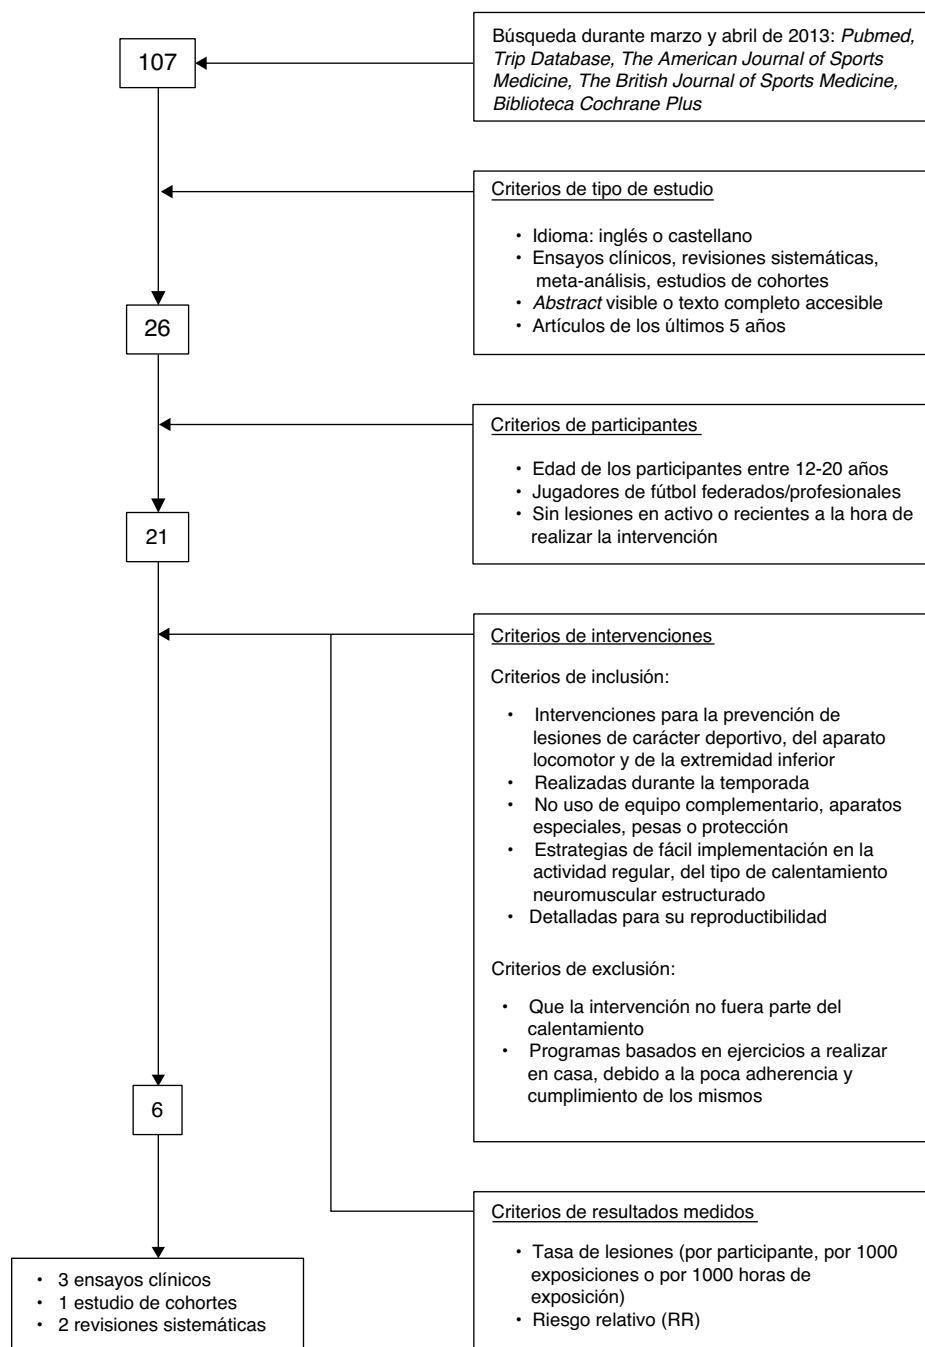 107
Búsqueda durante marzo y abril de 2013: Pubmed,
Trip Database, The American Journal of Sports
Medicine, The British Journal of Sports Medicine,
Biblioteca Cochrane Plus
Criterios de tipo de estudio
• Idioma: inglés o castellano
• Ensayos clínicos, revisiones sistemáticas,
meta-análisis, estudios de cohortes
• Abstract visible o texto completo accesible
• Artículos de los últimos 5 años
26
Criterios de participantes
• Edad de los participantes entre 12-20 años
• Jugadores de fútbol federados/profesionales
• Sin lesiones en activo o recientes a la hora de
realizar la intervención
21
Criterios de intervenciones
Criterios de inclusión:
• Intervenciones para la prevención de
lesiones de carácter deportivo, del aparato
locomotor y de la extremidad inferior
• Realizadas durante la temporada
• No uso de equipo complementario, aparatos
especiales, pesas o protección
• Estrategias de fácil implementación en la
actividad regular, del tipo de calentamiento
neuromuscular estructurado
• Detalladas para su reproductibilidad
Criterios de exclusión:
• Que la intervención no fuera parte del
calentamiento
• Programas basados en ejercicios a realizar
en casa, debido a la poca adherencia y
cumplimiento de los mismos
6
Criterios de resultados medidos
• Tasa de lesiones (por participante, por 1000
exposiciones o por 1000 horas de
exposición)
• Riesgo relativo (RR)
• 3 ensayos clínicos
• 1 estudio de cohortes
• 2 revisiones sistemáticas